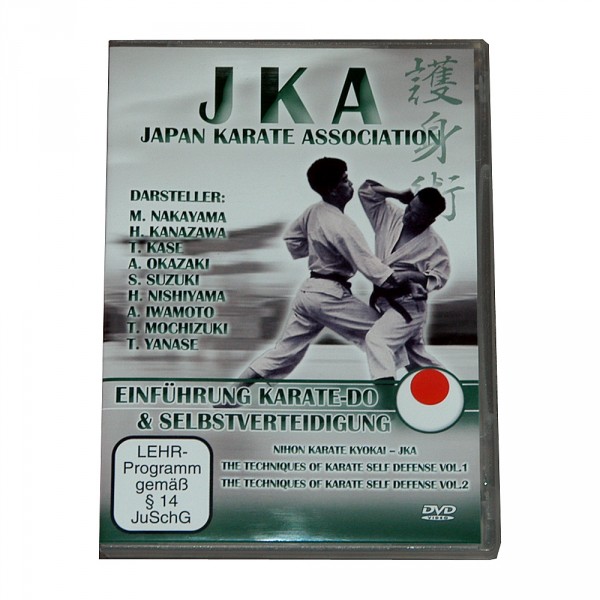 JKA
JAPAN KARATE ASSOCIATION
護身術
DARSTELLER:
M. NAKAYAMA
H. KANAZAWA
T. KASE
A. OKAZAKI
S. SUZUKI
H. NISHIYAMA
A. IWAMOTO
T. MOCHIZUKI
T. YANASE
EINFÜHRUNG KARATE-DO
& SELBSTVERTEIDIGUNG
NIHON KARATE KYOKAI – JKA
THE TECHNIQUES OF KARATE SELF DEFENSE VOL.1
THE TECHNIQUES OF KARATE SELF DEFENSE VOL.2
LEHR-
Programm
gemäß
§ 14
JuSchG
DVD
VIDEO